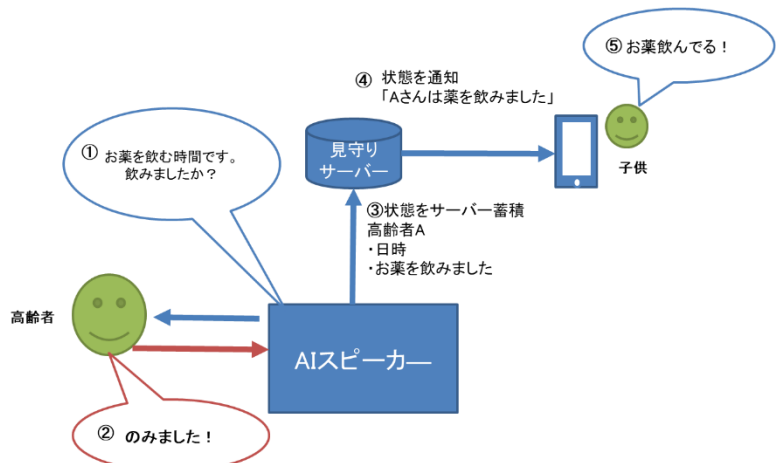 ⑤ お薬飲んでる！
④ 状態を通知
「Aさんは薬を飲みました」
① お薬を飲む時間です。
飲みましたか？
見守り
サーバー
子供
③状態をサーバー蓄積
高齢者A
・日時
・お薬を飲みました
高齢者
AIスピーカー
② のみました！